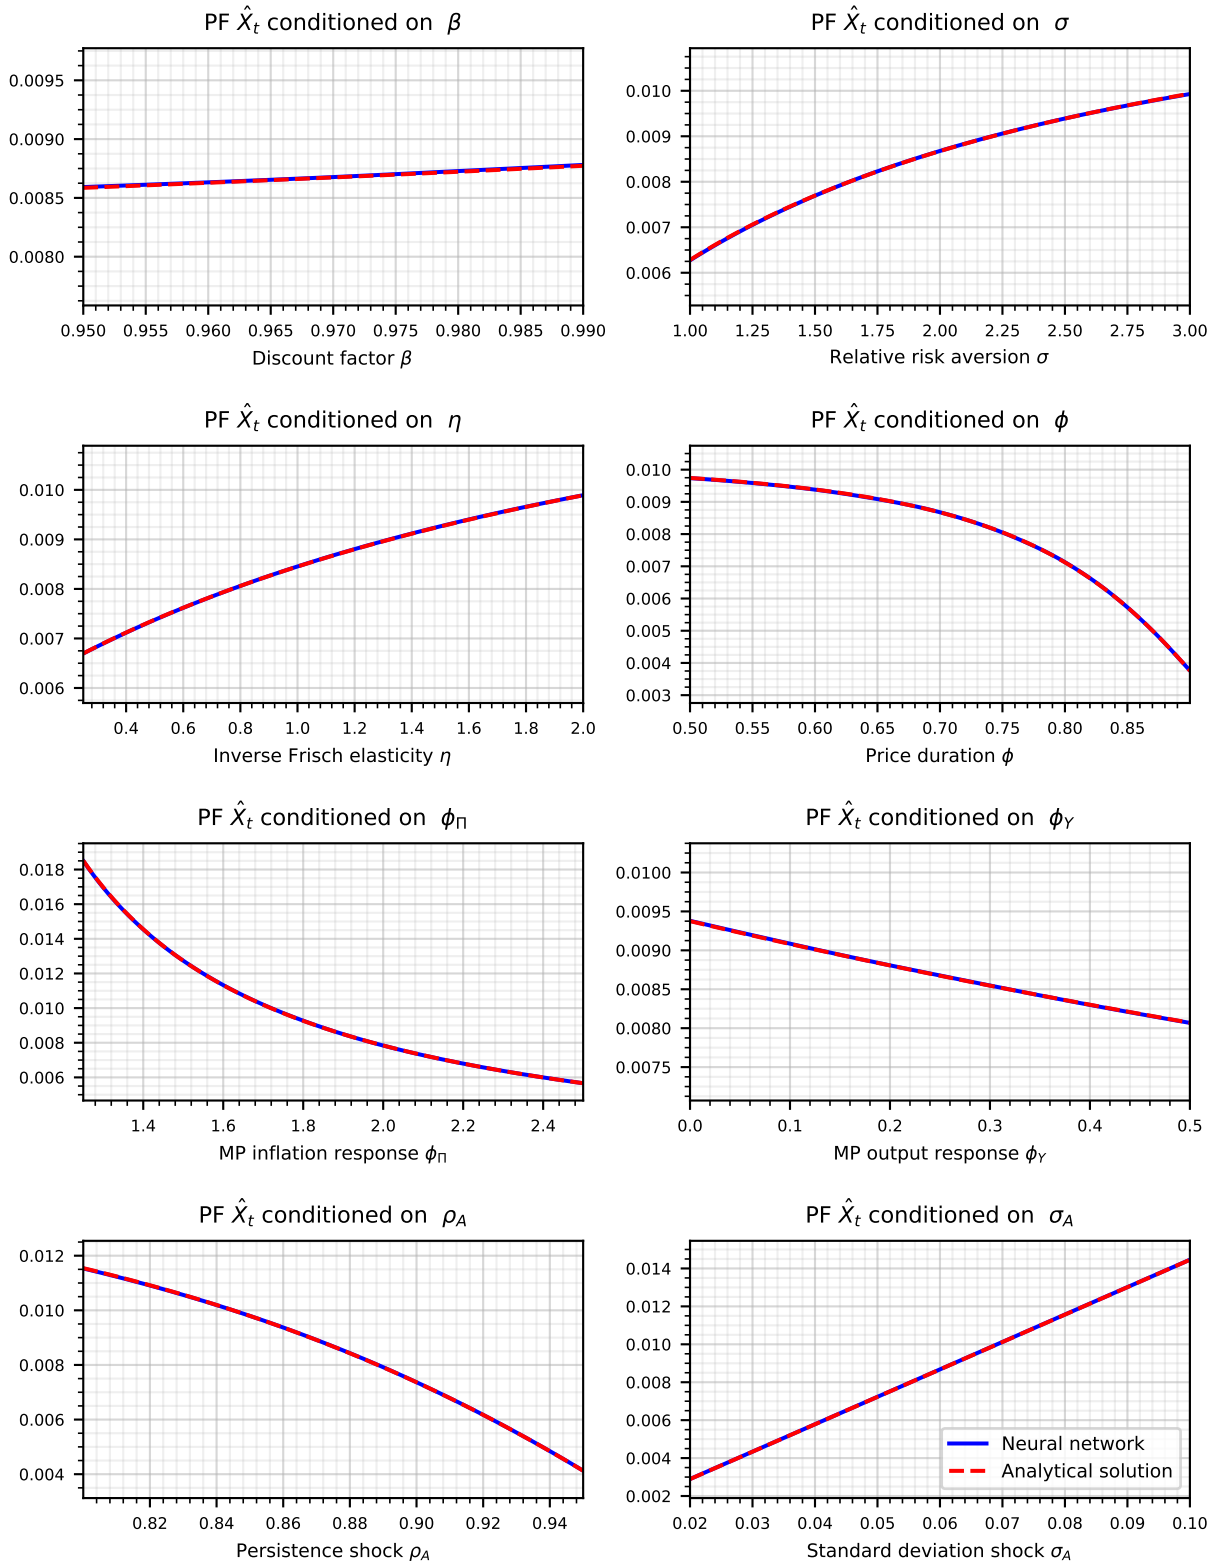 PF X̂ₜ conditioned on β
0.0095
0.0090
0.0085
0.0080
0.950 0.955 0.960 0.965 0.970 0.975 0.980 0.985 0.990
Discount factor β
PF X̂ₜ conditioned on σ
0.010
0.009
0.008
0.007
0.006
1.00 1.25 1.50 1.75 2.00 2.25 2.50 2.75 3.00
Relative risk aversion σ
PF X̂ₜ conditioned on η
0.010
0.009
0.008
0.007
0.006
0.4 0.6 0.8 1.0 1.2 1.4 1.6 1.8 2.0
Inverse Frisch elasticity η
PF X̂ₜ conditioned on ϕ
0.010
0.009
0.008
0.007
0.006
0.005
0.004
0.003
0.50 0.55 0.60 0.65 0.70 0.75 0.80 0.85
Price duration ϕ
PF X̂ₜ conditioned on ϕ_Π
0.018
0.016
0.014
0.012
0.010
0.008
0.006
1.4 1.6 1.8 2.0 2.2 2.4
MP inflation response ϕ_Π
PF X̂ₜ conditioned on ϕ_Y
0.0100
0.0095
0.0090
0.0085
0.0080
0.0075
0.0 0.1 0.2 0.3 0.4 0.5
MP output response ϕ_Y
PF X̂ₜ conditioned on ρ_A
0.012
0.010
0.008
0.006
0.004
0.82 0.84 0.86 0.88 0.90 0.92 0.94
Persistence shock ρ_A
PF X̂ₜ conditioned on σ_A
0.014
0.012
0.010
0.008
0.006
0.004
0.002
Neural network
Analytical solution
0.02 0.03 0.04 0.05 0.06 0.07 0.08 0.09 0.10
Standard deviation shock σ_A